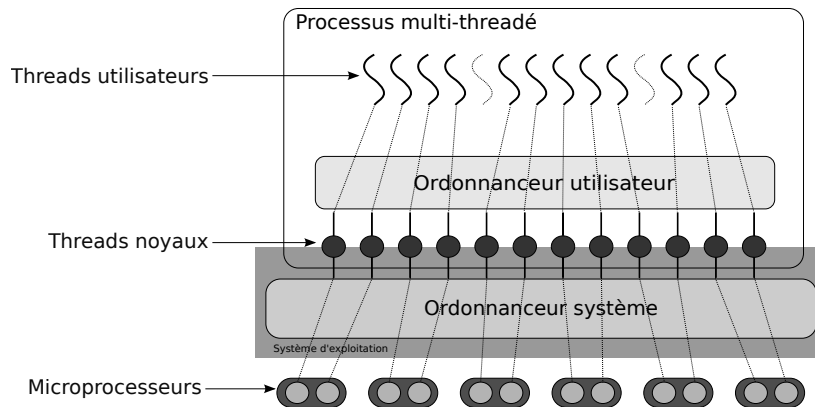 Processus multi-threadé
Threads utilisateurs
Ordonnanceur utilisateur
Threads noyaux
Ordonnanceur système
Système d'exploitation
Microprocesseurs